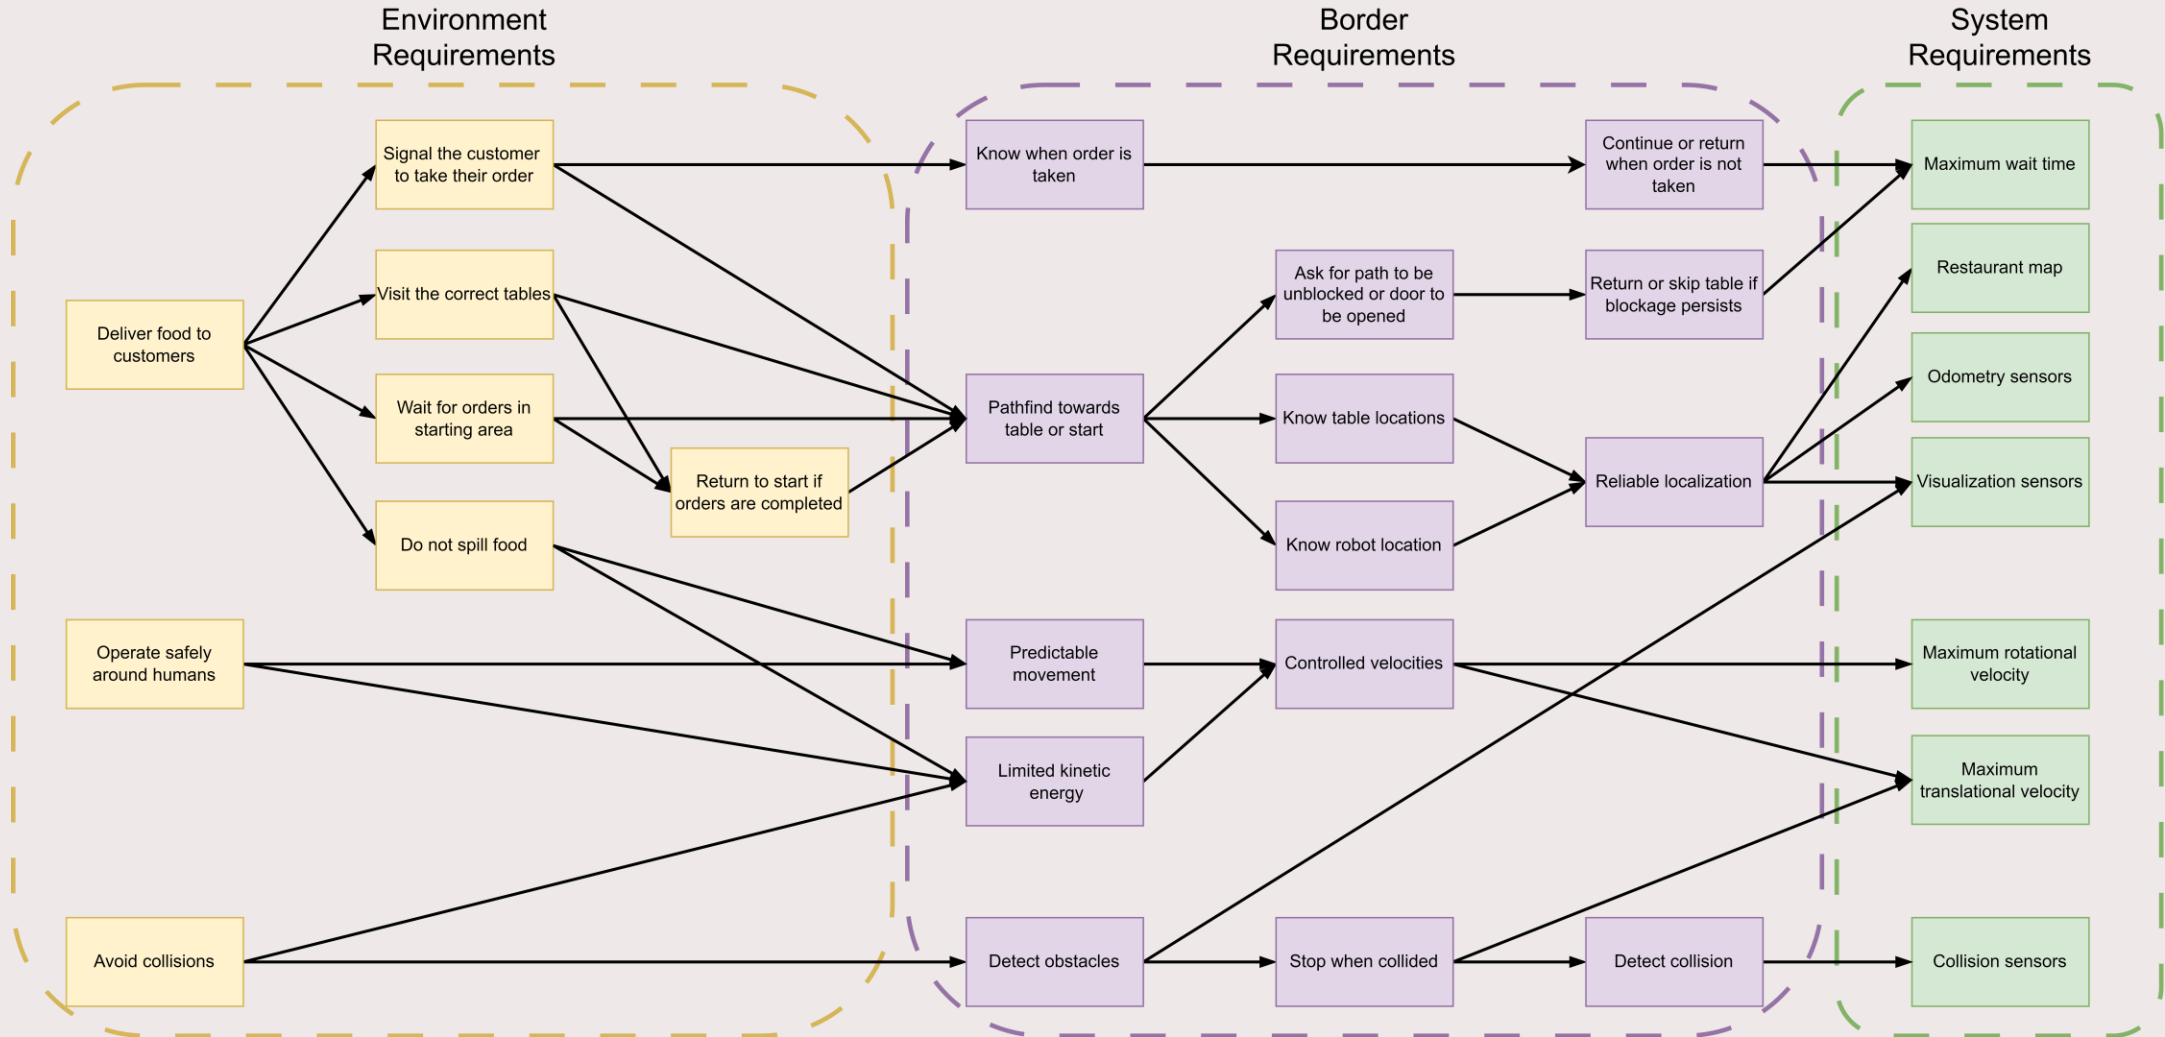 Environment
Requirements
Border
Requirements
System
Requirements
Signal the customer
to take their order
Know when order is
taken
Continue or return
when order is not
taken
Maximum wait time
Visit the correct tables
Ask for path to be
unblocked or door to
be opened
Return or skip table if
blockage persists
Restaurant map
Deliver food to
customers
Wait for orders in
starting area
Pathfind towards
table or start
Know table locations
Odometry sensors
Return to start if
orders are completed
Reliable localization
Visualization sensors
Do not spill food
Know robot location
Operate safely
around humans
Predictable
movement
Controlled velocities
Maximum rotational
velocity
Limited kinetic
energy
Maximum
translational velocity
Avoid collisions
Detect obstacles
Stop when collided
Detect collision
Collision sensors